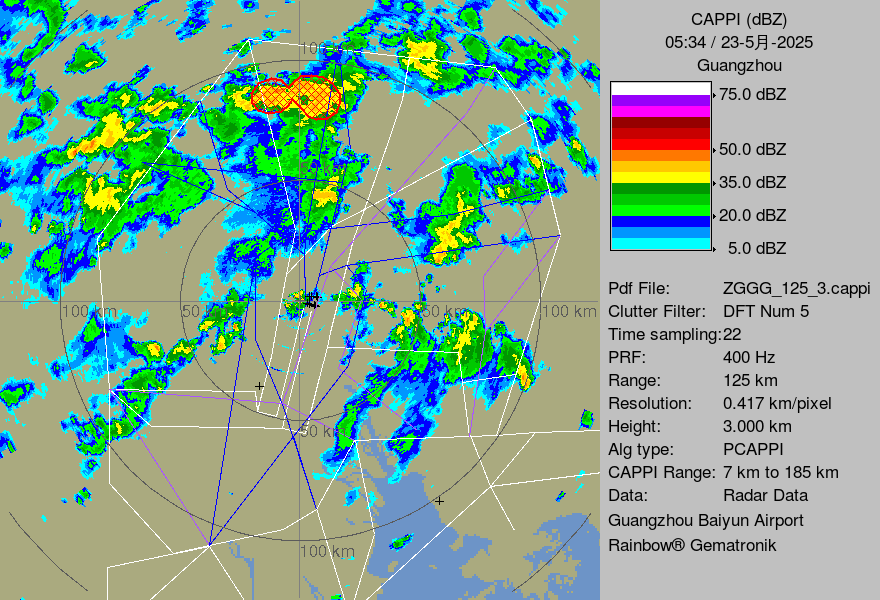 CAPPI (dBZ)
05:34 / 23-5月-2025
Guangzhou
75.0 dBZ
50.0 dBZ
35.0 dBZ
20.0 dBZ
5.0 dBZ
Pdf File: ZGGG_125_3.cappi
Clutter Filter: DFT Num 5
Time sampling:22
PRF: 400 Hz
Range: 125 km
Resolution: 0.417 km/pixel
Height: 3.000 km
Alg type: PCAPPI
CAPPI Range: 7 km to 185 km
Data: Radar Data
Guangzhou Baiyun Airport
Rainbow® Gematronik
100 km
50 km
100 km
50 km
100 km